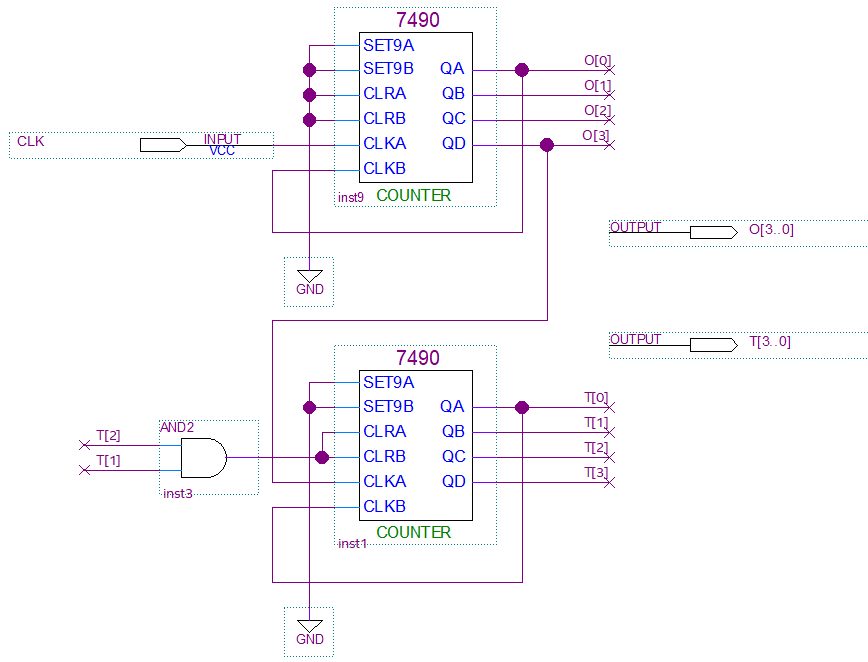 7490
SET9A
SET9B QA O[0]
CLRA QB O[1]
CLRB QC O[2]
CLK INPUT VCC CLKA QD O[3]
CLKB
inst9 COUNTER
OUTPUT O[3..0]
GND
OUTPUT T[3..0]
7490
SET9A
SET9B QA T[0]
AND2 CLRA QB T[1]
T[2] CLRB QC T[2]
T[1] CLKA QD T[3]
inst3 CLKB
COUNTER
inst1
GND